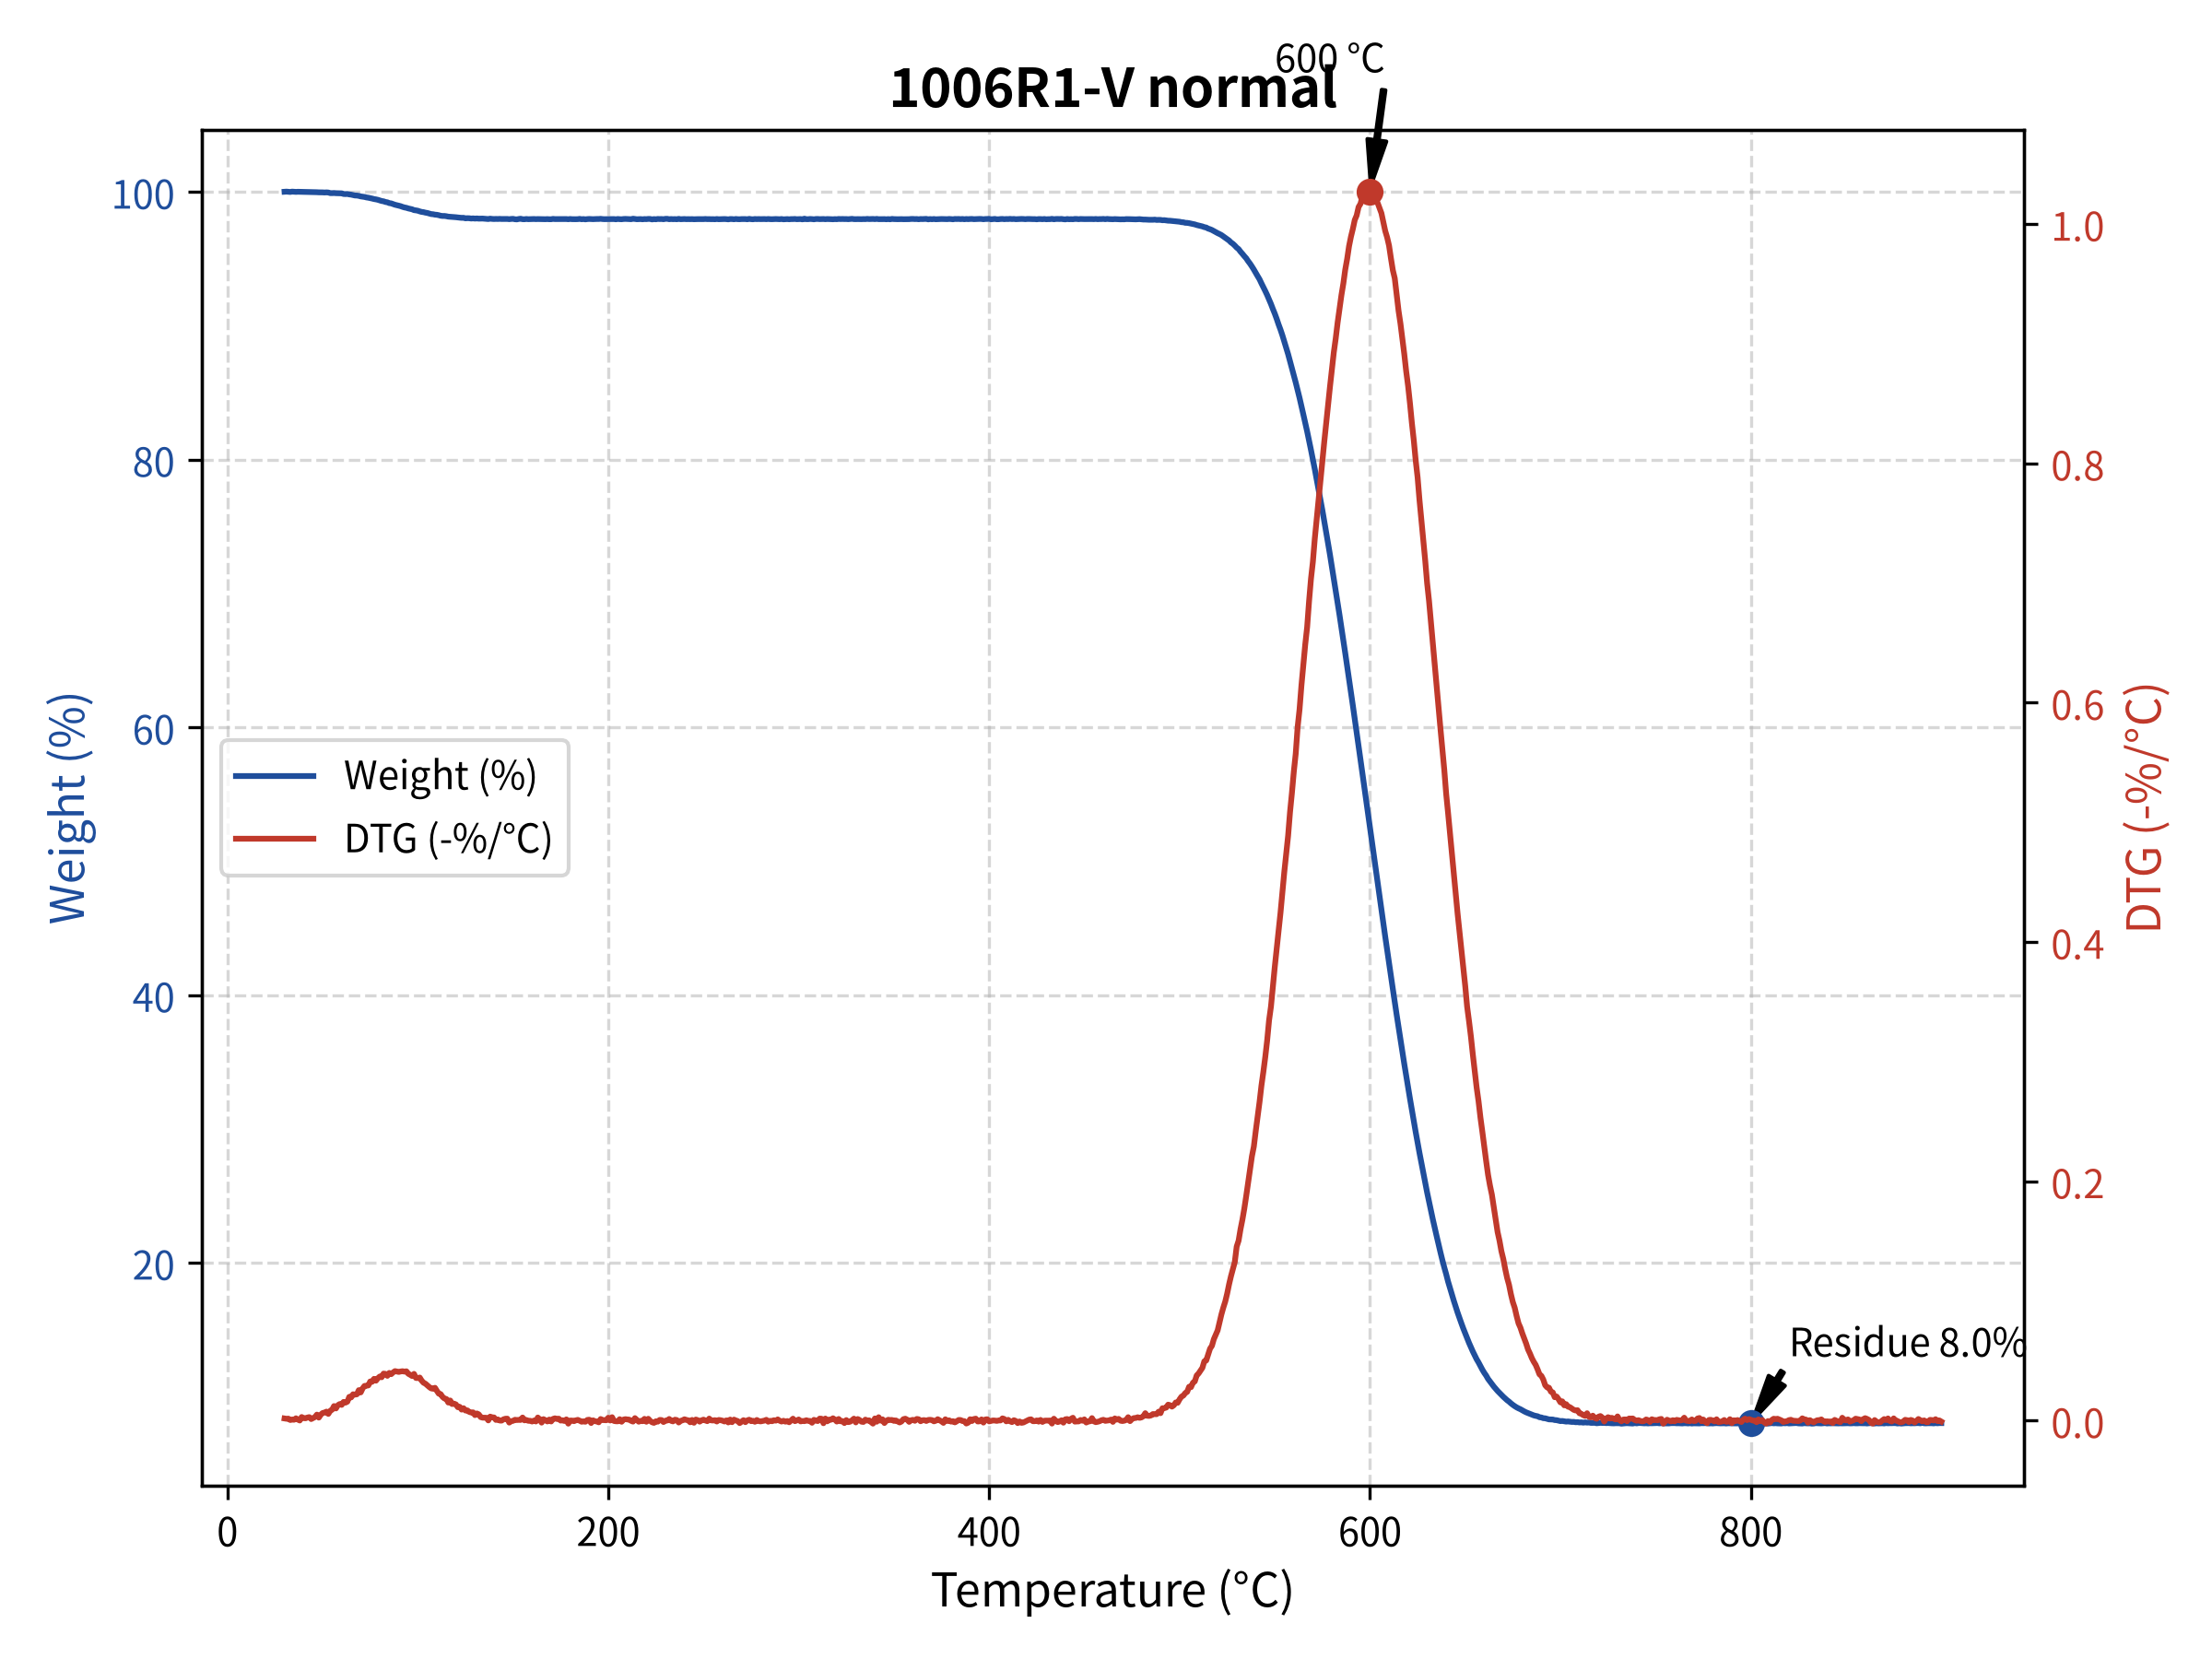 600 °C
1006R1-V normal
100
80
60
40
20
Weight (%)
Weight (%)
DTG (-%/°C)
1.0
0.8
0.6
0.4
0.2
0.0
DTG (-%/°C)
Residue 8.0%
0 200 400 600 800
Temperature (°C)